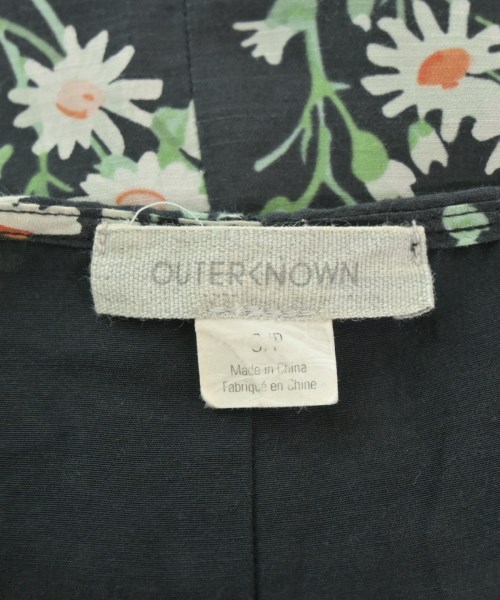 OUTERKNOWN
S/P
Made in China
Fabriqué en Chine